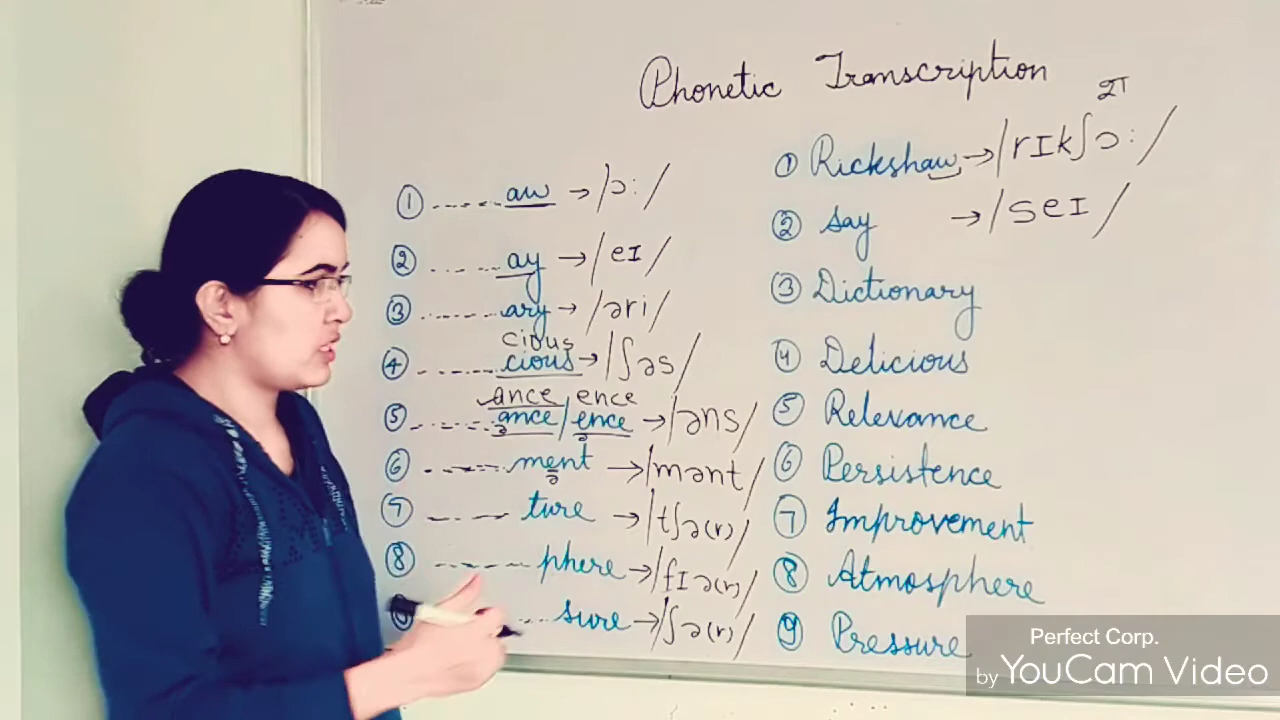 Phonetic Transcription
① ------ aw → /ɔː/
② ------ ay → /eɪ/
③ ------ ary → /əri/
cious
④ ------ cious → /ʃəs/
ance ence
⑤ ------ ance/ence → /əns/
ə ə
⑥ ------ ment → /mənt/
ə
⑦ ------ ture → /tʃə(r)/
⑧ ------ phere → /fɪə(r)/
... sure → /ʃə(r)/
① Rickshaw → /rɪkʃɔː/
② Say → /seɪ/
③ Dictionary
④ Delicious
⑤ Relevance
⑥ Persistence
⑦ Improvement
⑧ Atmosphere
⑨ Pressure
Perfect Corp.
by YouCam Video